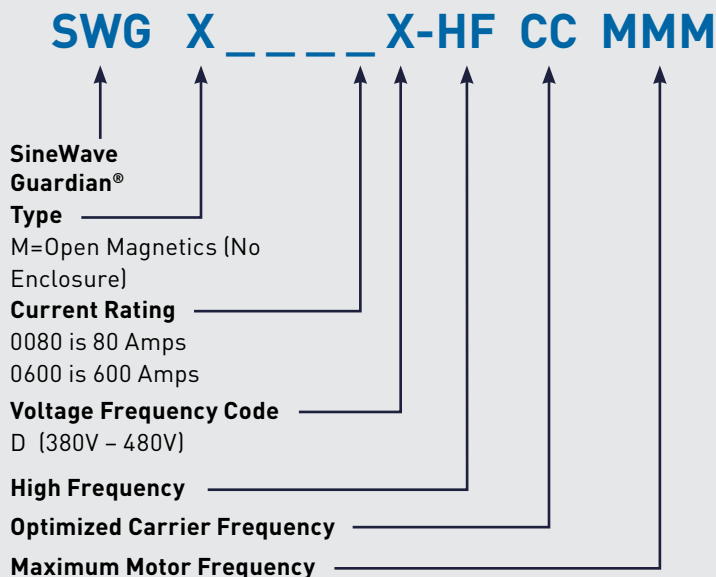 SWG X _ _ _ _ X-HF CC MMM
SineWave
Guardian®
Type
M=Open Magnetics (No
Enclosure)
Current Rating
0080 is 80 Amps
0600 is 600 Amps
Voltage Frequency Code
D (380V – 480V)
High Frequency
Optimized Carrier Frequency
Maximum Motor Frequency